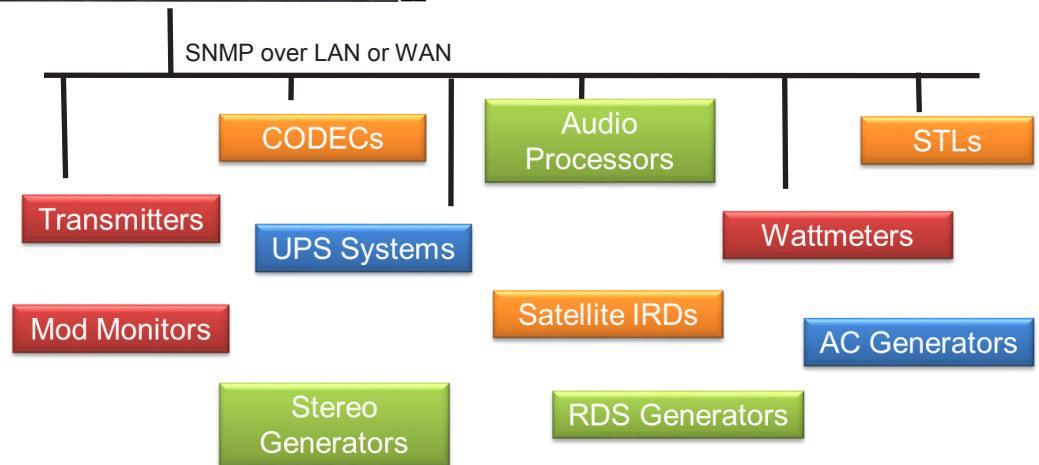 SNMP over LAN or WAN
CODECs
Audio
Processors
STLs
Transmitters
UPS Systems
Wattmeters
Mod Monitors
Satellite IRDs
AC Generators
Stereo
Generators
RDS Generators